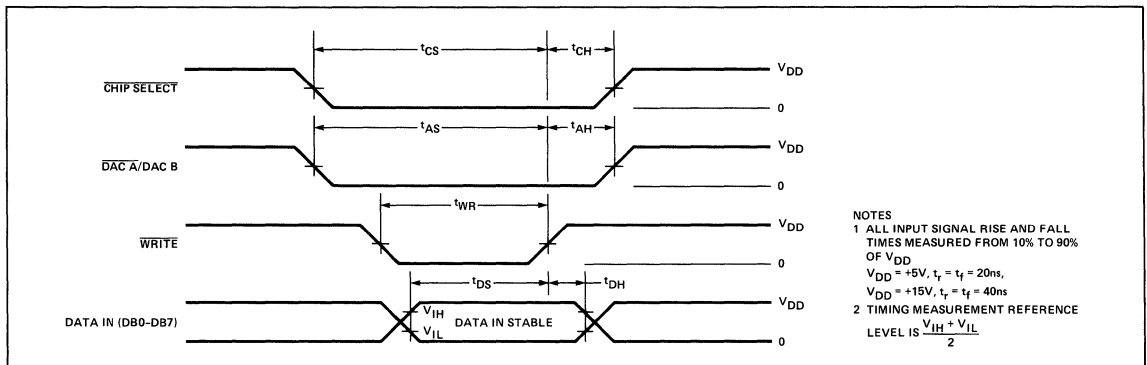 tCS tCH
VDD
CHIP SELECT
0
tAS tAH
VDD
DAC A/DAC B
0
tWR
VDD
WRITE
0
tDS tDH
VDD
VIH
DATA IN (DB0–DB7) DATA IN STABLE
VIL
0
NOTES
1 ALL INPUT SIGNAL RISE AND FALL
TIMES MEASURED FROM 10% TO 90%
OF VDD
VDD = +5V, tr = tf = 20ns,
VDD = +15V, tr = tf = 40ns
2 TIMING MEASUREMENT REFERENCE
LEVEL IS VIH + VIL
2